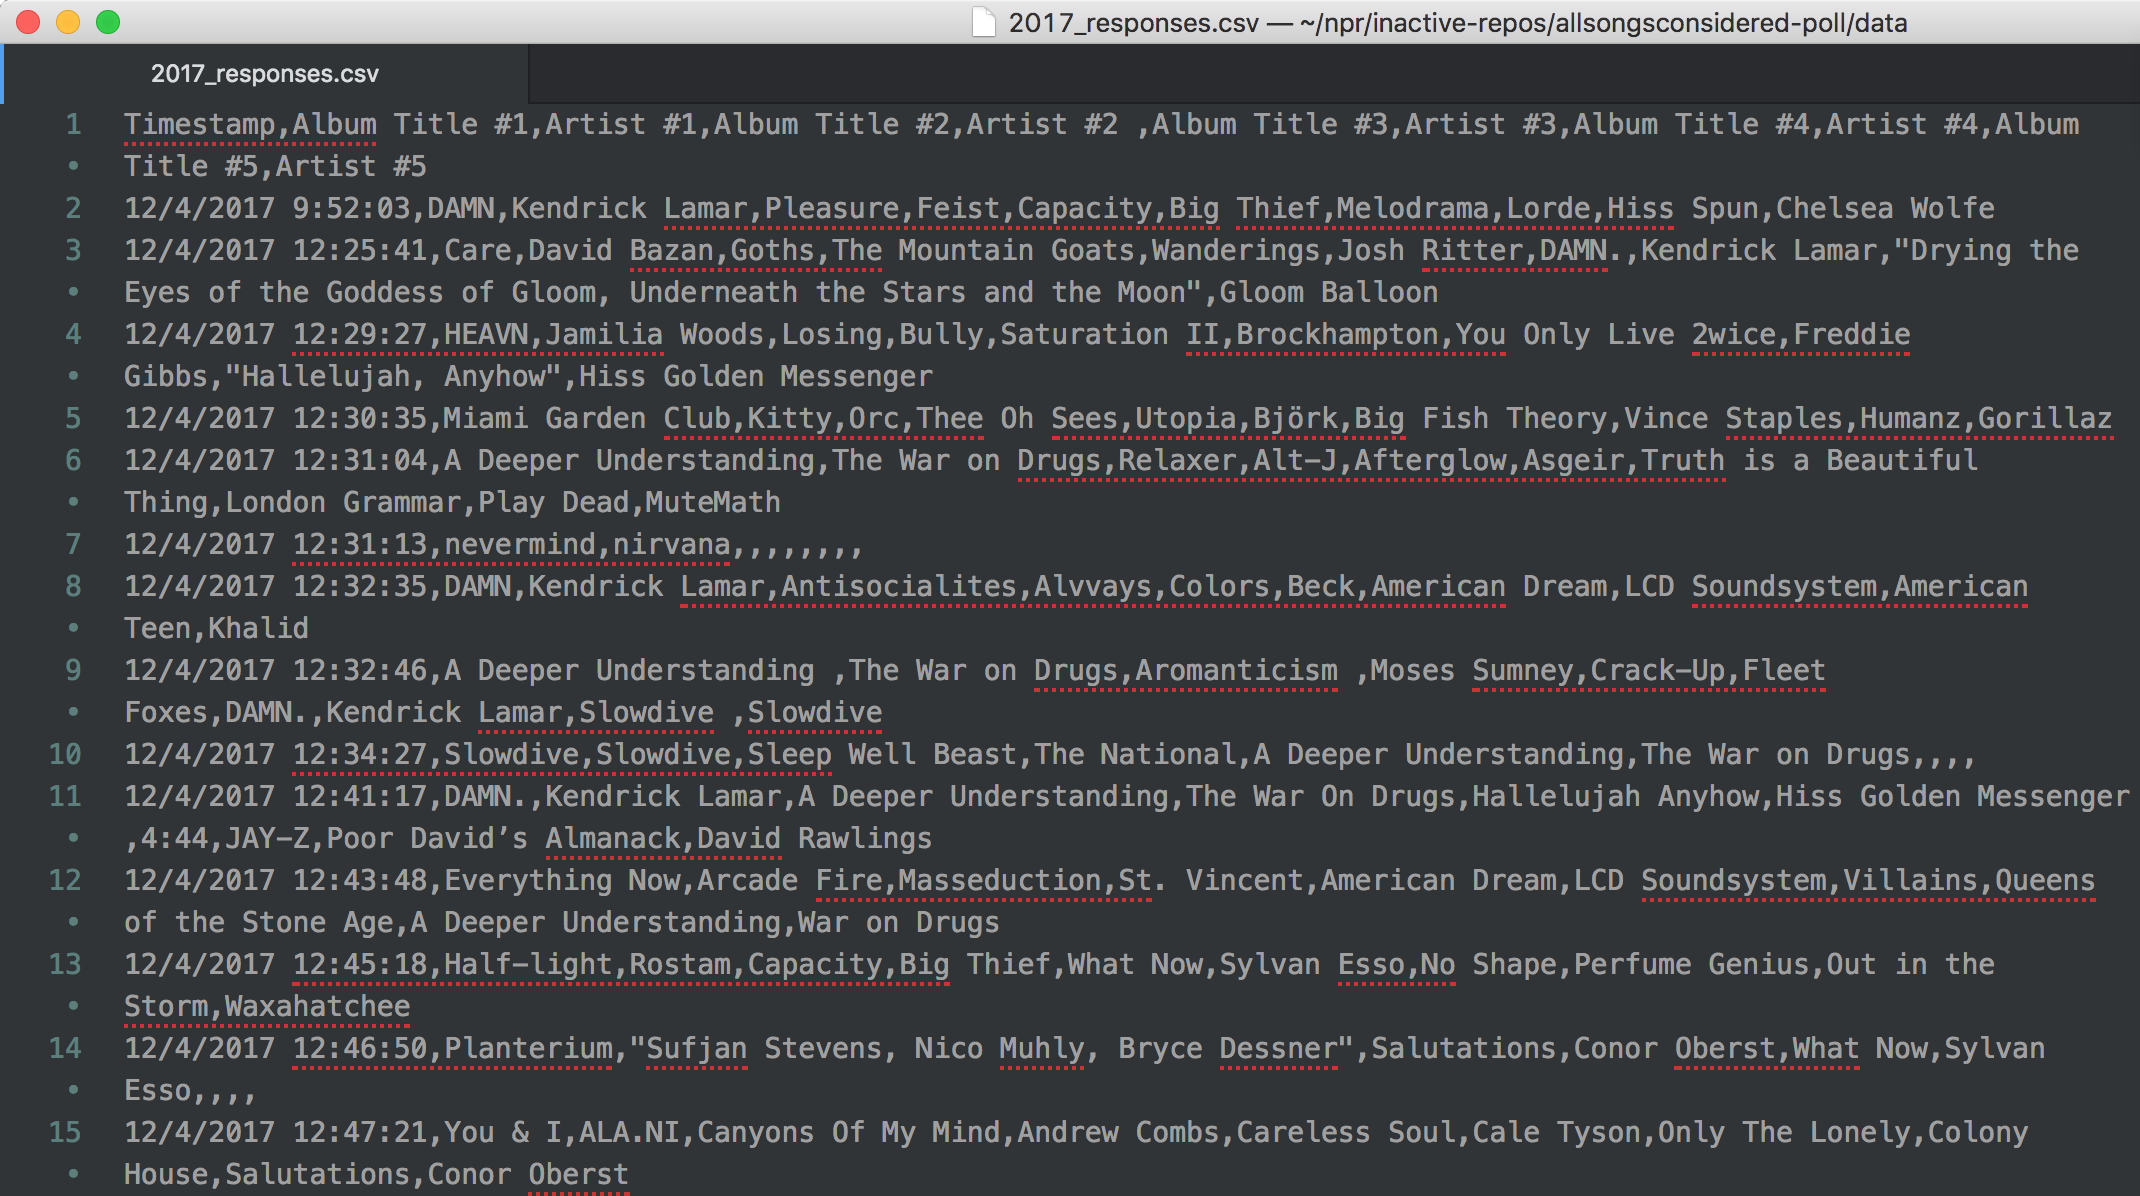 2017_responses.csv — ~/npr/inactive-repos/allsongsconsidered-poll/data
2017_responses.csv
1 Timestamp,Album Title #1,Artist #1,Album Title #2,Artist #2 ,Album Title #3,Artist #3,Album Title #4,Artist #4,Album
• Title #5,Artist #5
2 12/4/2017 9:52:03,DAMN,Kendrick Lamar,Pleasure,Feist,Capacity,Big Thief,Melodrama,Lorde,Hiss Spun,Chelsea Wolfe
3 12/4/2017 12:25:41,Care,David Bazan,Goths,The Mountain Goats,Wanderings,Josh Ritter,DAMN.,Kendrick Lamar,"Drying the
• Eyes of the Goddess of Gloom, Underneath the Stars and the Moon",Gloom Balloon
4 12/4/2017 12:29:27,HEAVN,Jamilia Woods,Losing,Bully,Saturation II,Brockhampton,You Only Live 2wice,Freddie
• Gibbs,"Hallelujah, Anyhow",Hiss Golden Messenger
5 12/4/2017 12:30:35,Miami Garden Club,Kitty,Orc,Thee Oh Sees,Utopia,Björk,Big Fish Theory,Vince Staples,Humanz,Gorillaz
6 12/4/2017 12:31:04,A Deeper Understanding,The War on Drugs,Relaxer,Alt-J,Afterglow,Asgeir,Truth is a Beautiful
• Thing,London Grammar,Play Dead,MuteMath
7 12/4/2017 12:31:13,nevermind,nirvana,,,,,,,,
8 12/4/2017 12:32:35,DAMN,Kendrick Lamar,Antisocialites,Alvvays,Colors,Beck,American Dream,LCD Soundsystem,American
• Teen,Khalid
9 12/4/2017 12:32:46,A Deeper Understanding ,The War on Drugs,Aromanticism ,Moses Sumney,Crack-Up,Fleet
• Foxes,DAMN.,Kendrick Lamar,Slowdive ,Slowdive
10 12/4/2017 12:34:27,Slowdive,Slowdive,Sleep Well Beast,The National,A Deeper Understanding,The War on Drugs,,,,
11 12/4/2017 12:41:17,DAMN.,Kendrick Lamar,A Deeper Understanding,The War On Drugs,Hallelujah Anyhow,Hiss Golden Messenger
• ,4:44,JAY-Z,Poor David’s Almanack,David Rawlings
12 12/4/2017 12:43:48,Everything Now,Arcade Fire,Masseduction,St. Vincent,American Dream,LCD Soundsystem,Villains,Queens
• of the Stone Age,A Deeper Understanding,War on Drugs
13 12/4/2017 12:45:18,Half-light,Rostam,Capacity,Big Thief,What Now,Sylvan Esso,No Shape,Perfume Genius,Out in the
• Storm,Waxahatchee
14 12/4/2017 12:46:50,Planterium,"Sufjan Stevens, Nico Muhly, Bryce Dessner",Salutations,Conor Oberst,What Now,Sylvan
• Esso,,,,
15 12/4/2017 12:47:21,You & I,ALA.NI,Canyons Of My Mind,Andrew Combs,Careless Soul,Cale Tyson,Only The Lonely,Colony
• House,Salutations,Conor Oberst